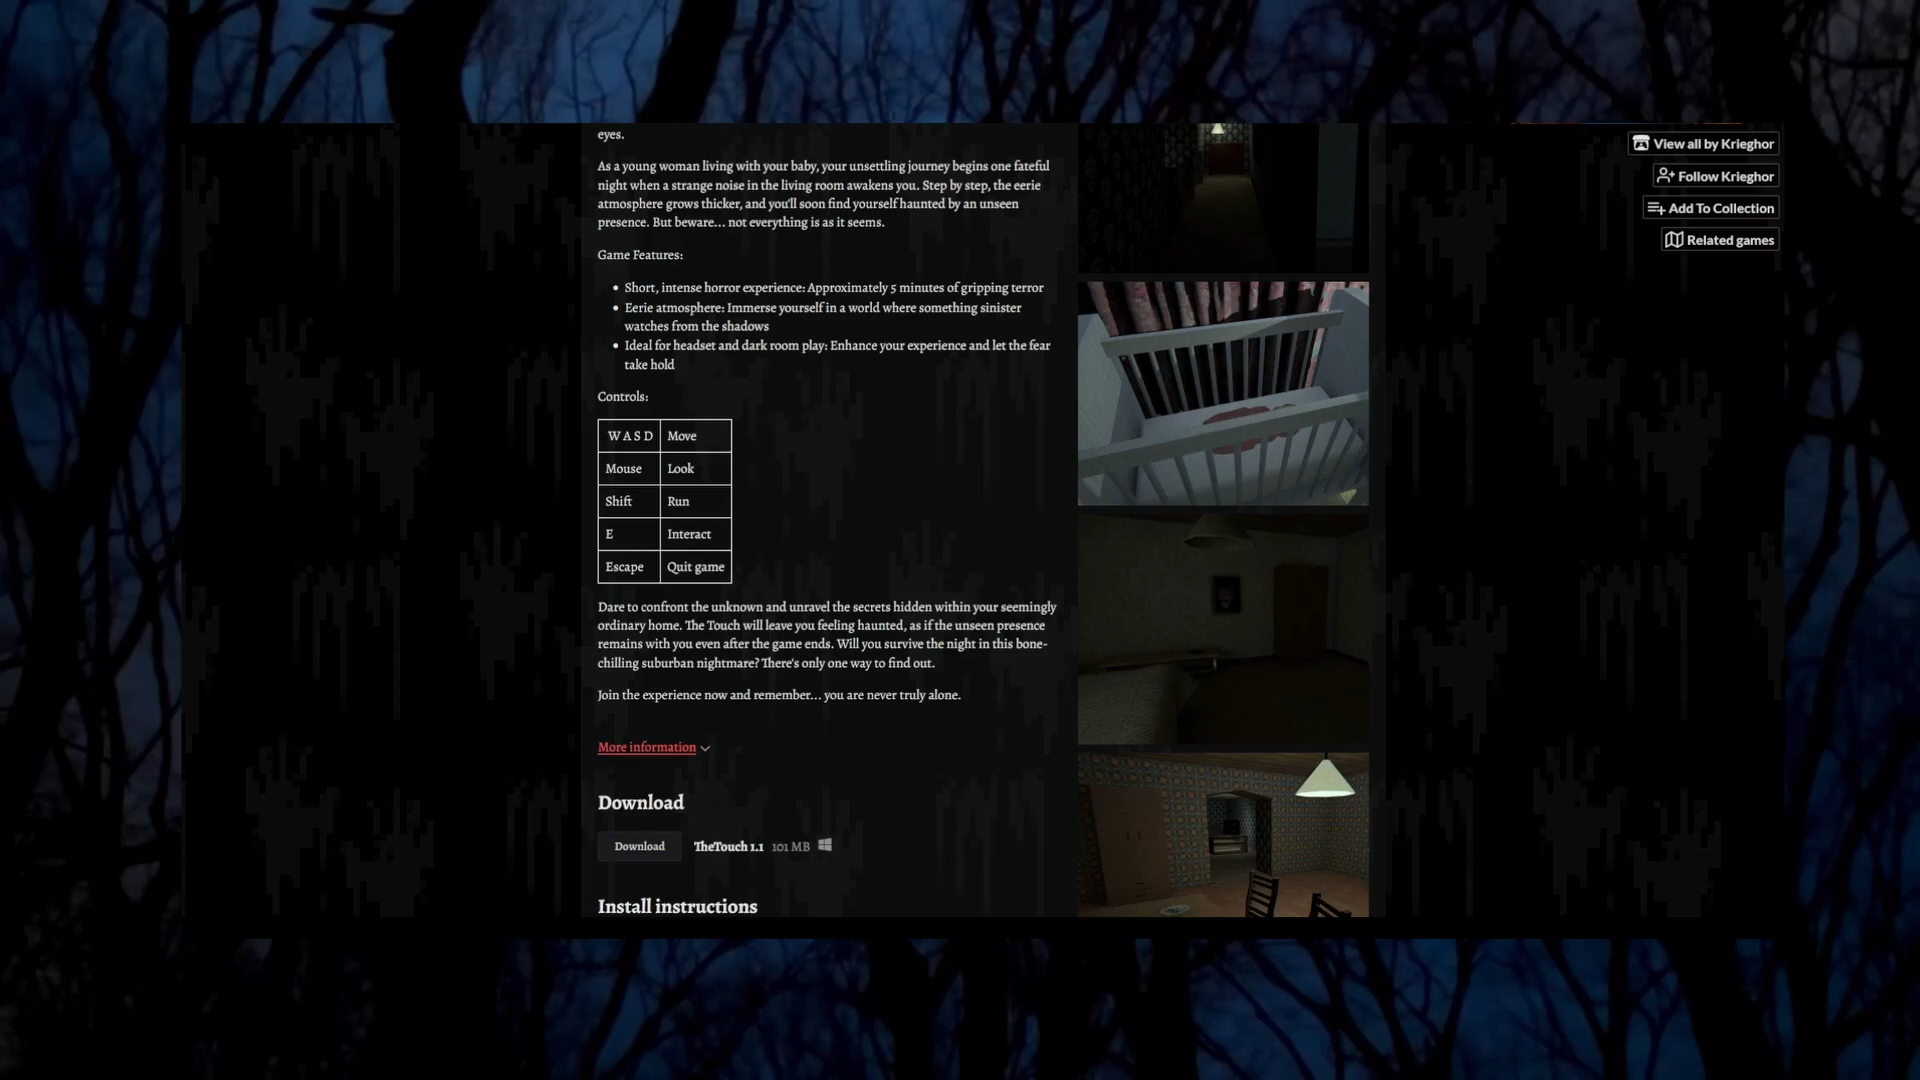 eyes.
As a young woman living with your baby, your unsettling journey begins one fateful
night when a strange noise in the living room awakens you. Step by step, the eerie
atmosphere grows thicker, and you'll soon find yourself haunted by an unseen
presence. But beware... not everything is as it seems.
Game Features:
• Short, intense horror experience: Approximately 5 minutes of gripping terror
• Eerie atmosphere: Immerse yourself in a world where something sinister
watches from the shadows
• Ideal for headset and dark room play: Enhance your experience and let the fear
take hold
Controls:
W A S D Move
Mouse Look
Shift Run
E Interact
Escape Quit game
Dare to confront the unknown and unravel the secrets hidden within your seemingly
ordinary home. The Touch will leave you feeling haunted, as if the unseen presence
remains with you even after the game ends. Will you survive the night in this bone-
chilling suburban nightmare? There's only one way to find out.
Join the experience now and remember... you are never truly alone.
More information
Download
Download TheTouch 1.1 101 MB
Install instructions
View all by Krieghor
Follow Krieghor
Add To Collection
Related games